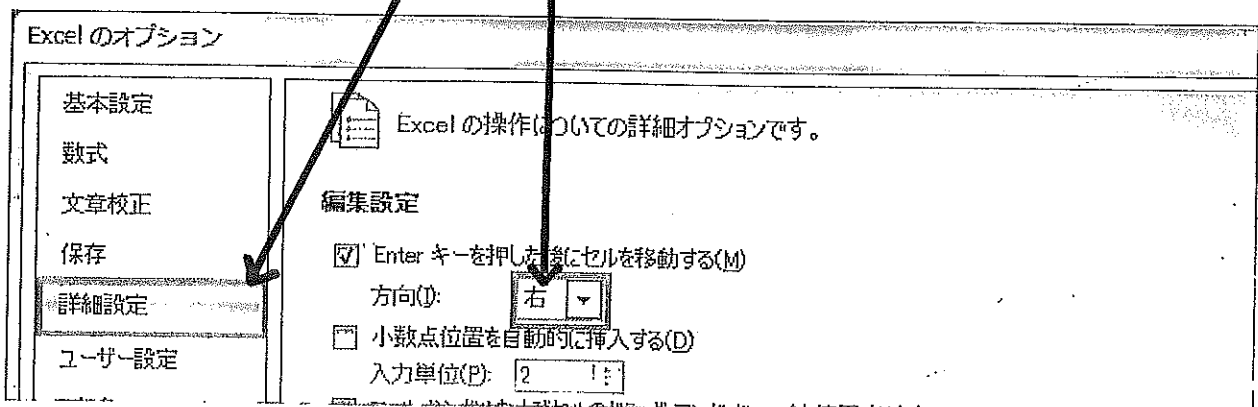 Excel のオプション
基本設定
数式
文章校正
保存
詳細設定
ユーザー設定
Excel の操作についての詳細オプションです。
編集設定
Enter キーを押した後にセルを移動する(M)
方向(I): 右
小数点位置を自動的に挿入する(D)
入力単位(P): 2